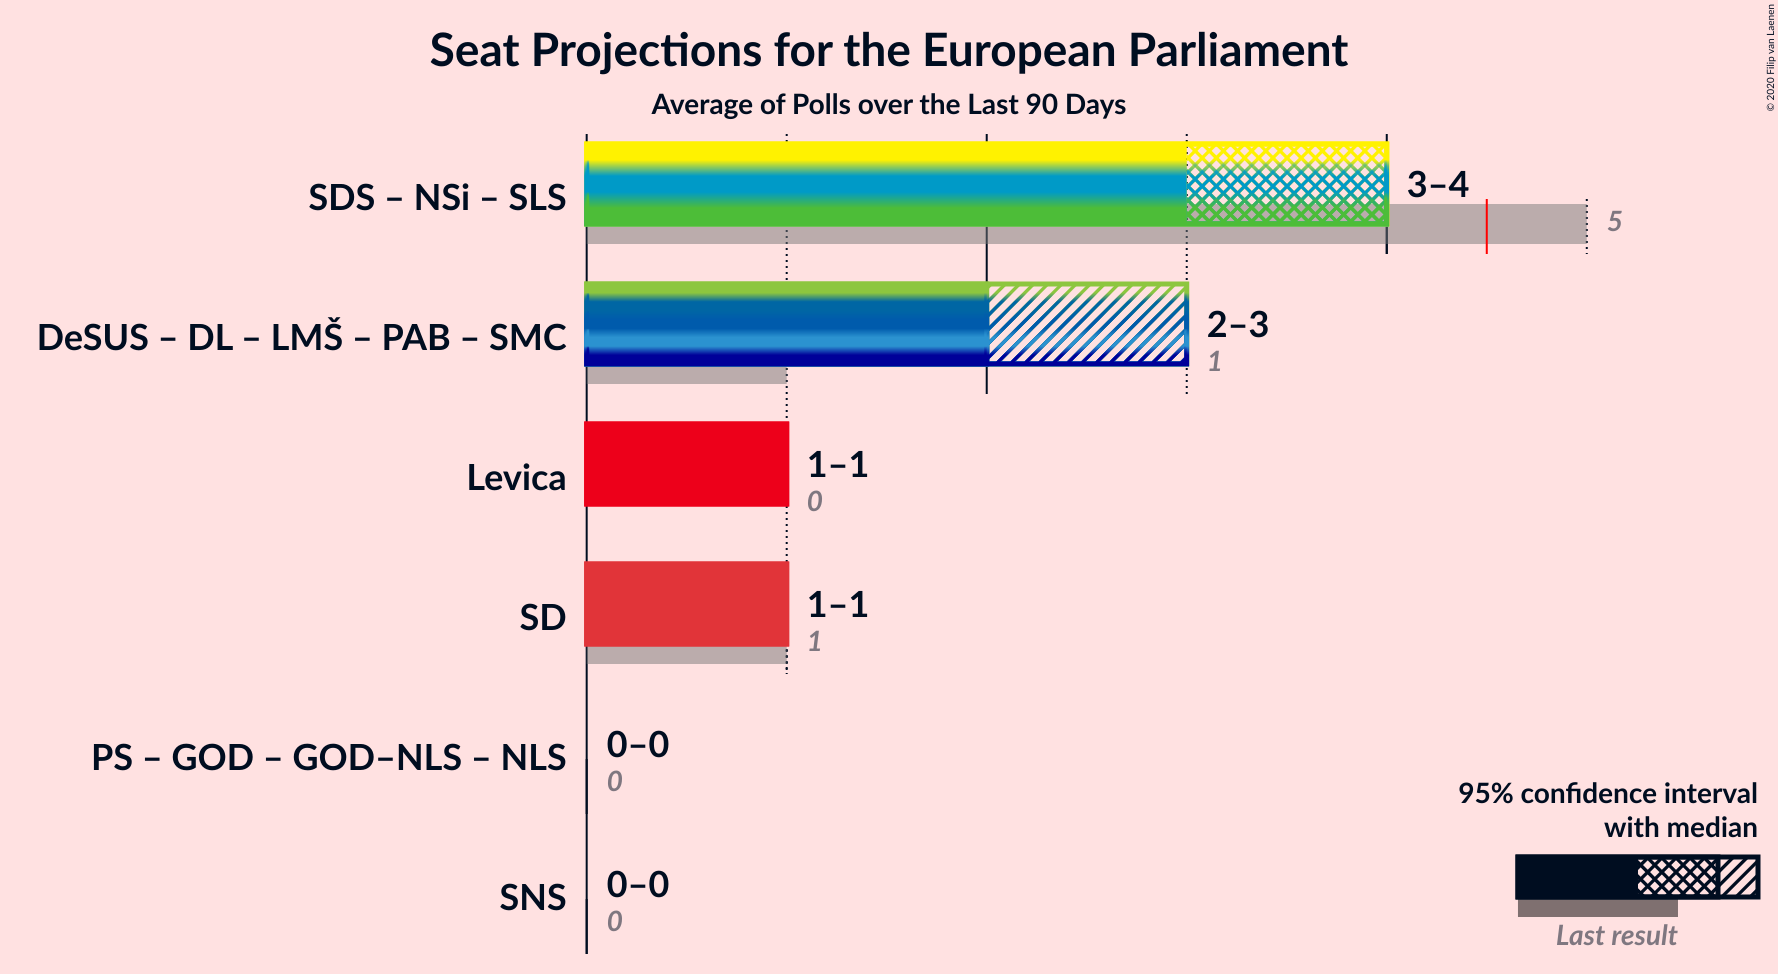 Seat Projections for the European Parliament
Average of Polls over the Last 90 Days
© 2020 Filip van Laenen
SDS – NSi – SLS
3–4
5
DeSUS – DL – LMŠ – PAB – SMC
2–3
1
Levica
1–1
0
SD
1–1
1
PS – GOD – GOD–NLS – NLS
0–0
0
SNS
0–0
0
95% confidence interval
with median
Last result